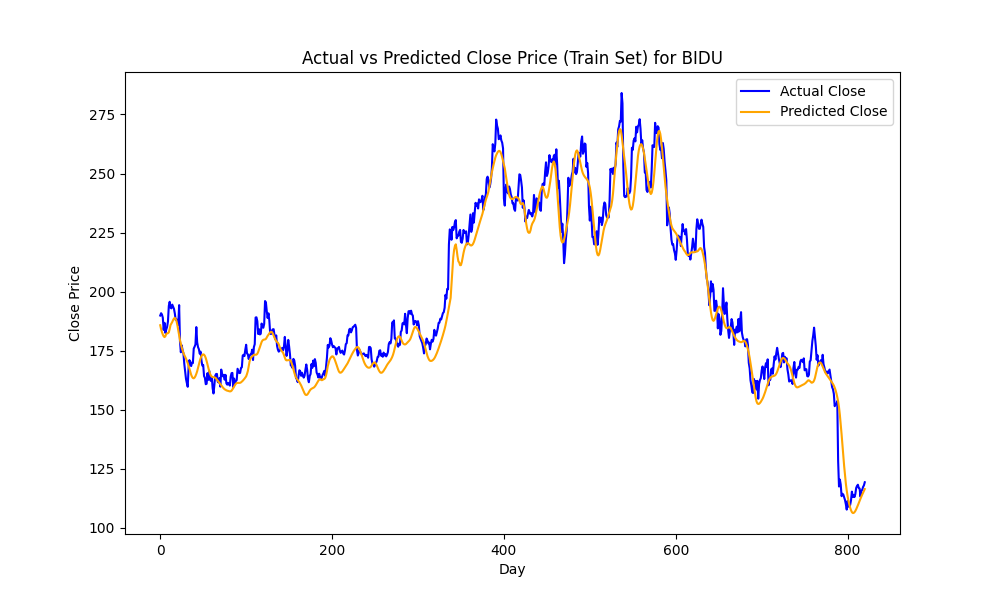 Actual vs Predicted Close Price (Train Set) for BIDU
Actual Close
Predicted Close
Close Price
275
250
225
200
175
150
125
100
0
200
400
600
800
Day